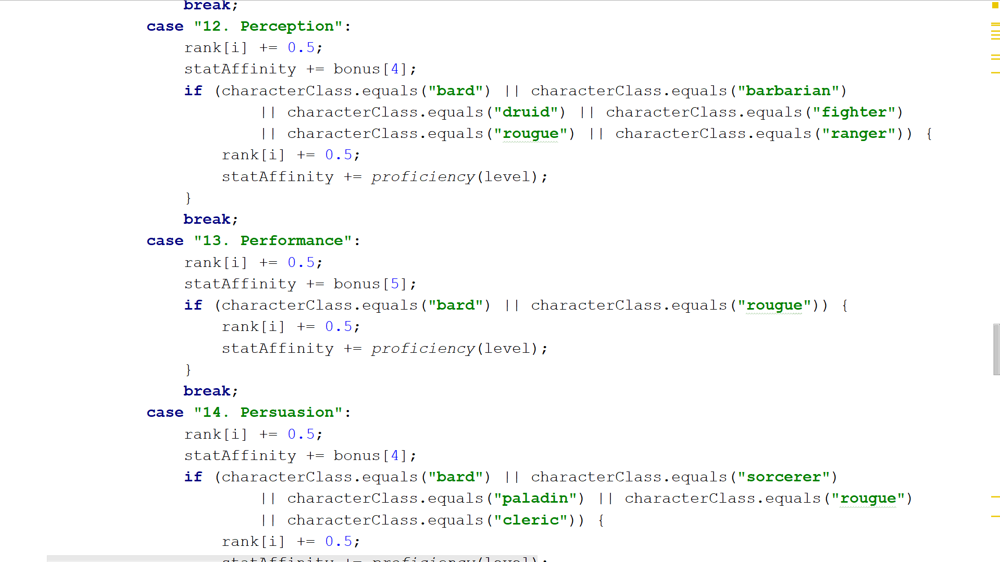 break;
case "12. Perception":
rank[i] += 0.5;
statAffinity += bonus[4];
if (characterClass.equals("bard") || characterClass.equals("barbarian")
|| characterClass.equals("druid") || characterClass.equals("fighter")
|| characterClass.equals("rougue") || characterClass.equals("ranger")) {
rank[i] += 0.5;
statAffinity += proficiency(level);
}
break;
case "13. Performance":
rank[i] += 0.5;
statAffinity += bonus[5];
if (characterClass.equals("bard") || characterClass.equals("rougue")) {
rank[i] += 0.5;
statAffinity += proficiency(level);
}
break;
case "14. Persuasion":
rank[i] += 0.5;
statAffinity += bonus[4];
if (characterClass.equals("bard") || characterClass.equals("sorcerer")
|| characterClass.equals("paladin") || characterClass.equals("rougue")
|| characterClass.equals("cleric")) {
rank[i] += 0.5;
statAffinity += proficiency(level);